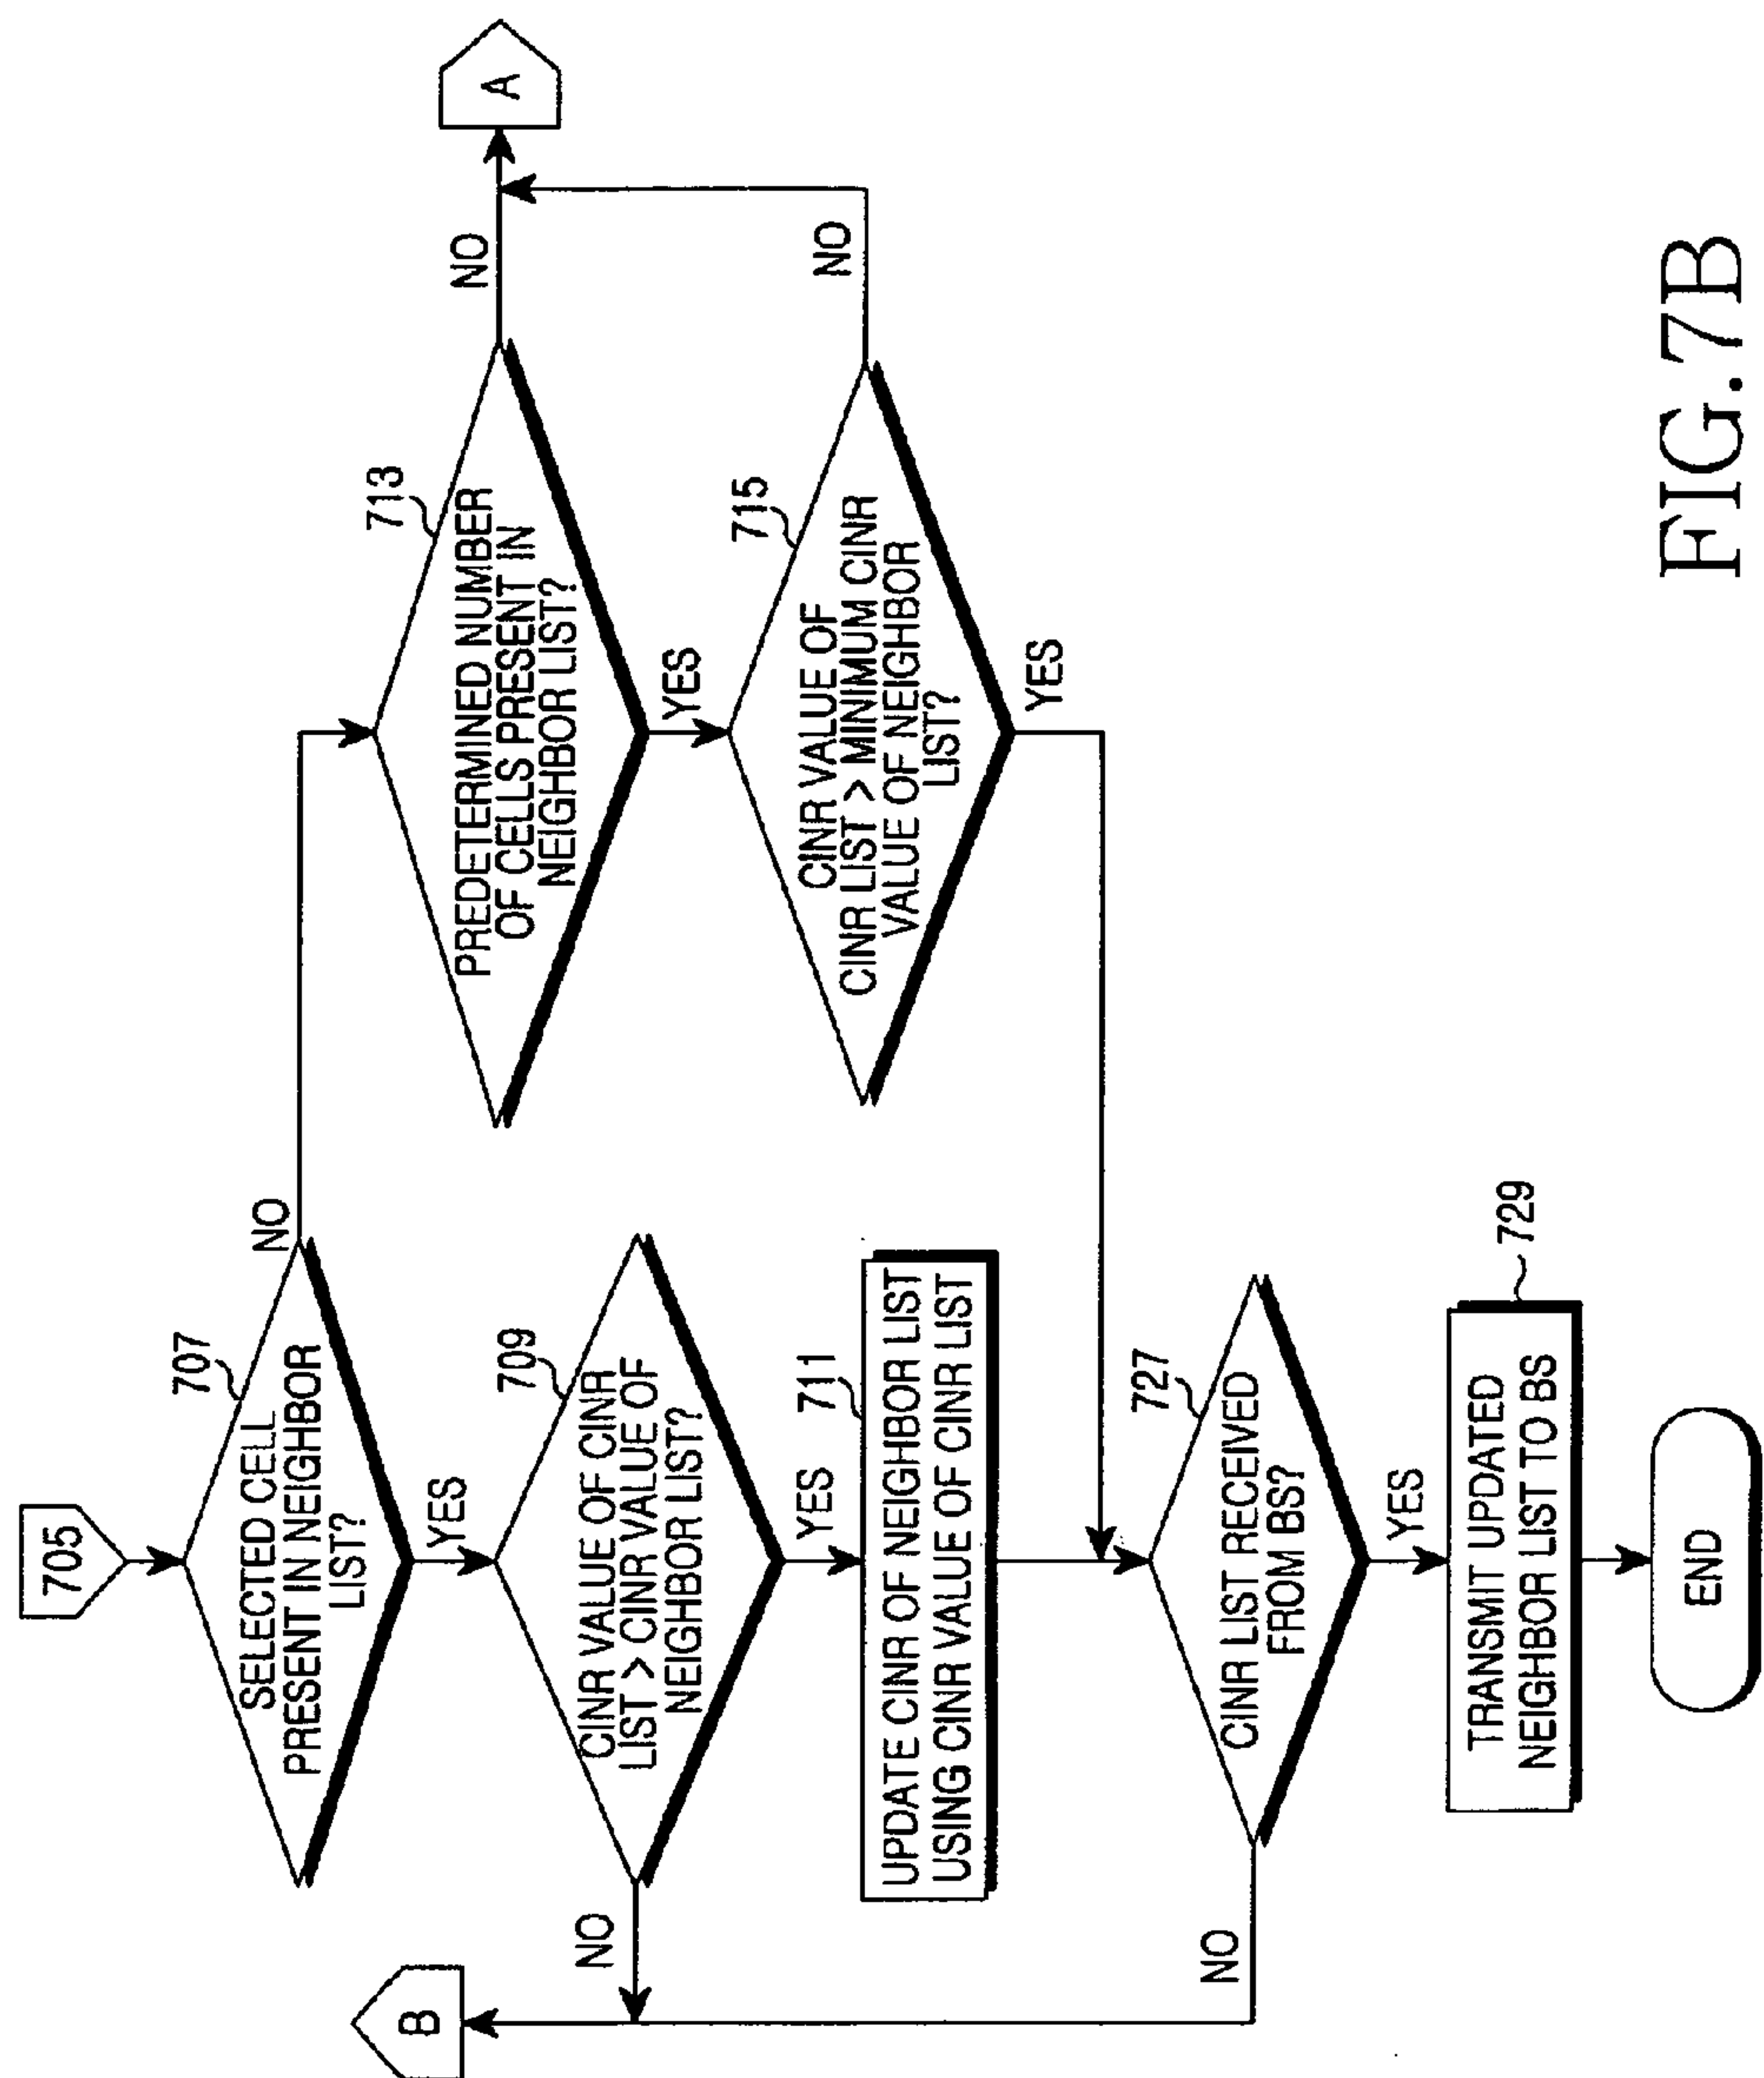 705
707
SELECTED CELL
PRESENT IN NEIGHBOR
LIST?
NO
YES
709
CINR VALUE OF CINR
LIST > CINR VALUE OF
NEIGHBOR LIST?
NO
B
YES
711
UPDATE CINR OF NEIGHBOR LIST
USING CINR VALUE OF CINR LIST
713
PREDETERMINED NUMBER
OF CELLS PRESENT IN
NEIGHBOR LIST?
NO
A
YES
715
CINR VALUE OF
CINR LIST > MINIMUM CINR
VALUE OF NEIGHBOR
LIST?
NO
YES
727
CINR LIST RECEIVED
FROM BS?
NO
YES
729
TRANSMIT UPDATED
NEIGHBOR LIST TO BS
END
FIG.7B